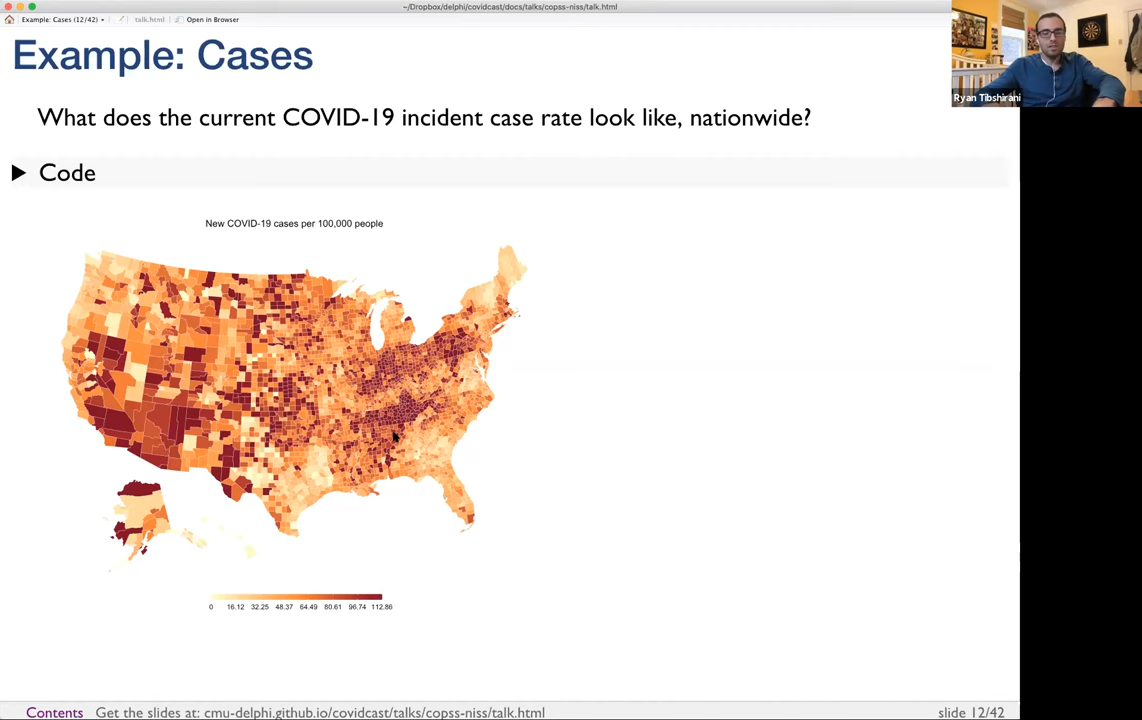 ~/Dropbox/delphi/covidcast/docs/talks/copss-niss/talk.html
Example: Cases (12/42)
talk.html
Open in Browser
Example: Cases
Ryan Tibshirani
What does the current COVID-19 incident case rate look like, nationwide?
Code
New COVID-19 cases per 100,000 people
0 16.12 32.25 48.37 64.49 80.61 96.74 112.86
Contents Get the slides at: cmu-delphi.github.io/covidcast/talks/copss-niss/talk.html slide 12/42